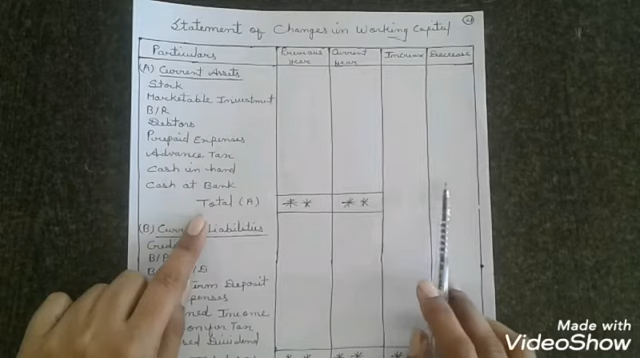 Statement of Changes in Working Capital
Particulars Previous year Current year Increase Decrease
(A) Current Assets
Stock
Marketable Investment
B/R
Debtors
Prepaid Expenses
Advance Tax
Cash in hand
Cash at Bank
Total (A) ** **
(B) Current Liabilities
B/P
Term Deposit
Income
Tax
Dividend
Made with
VideoShow